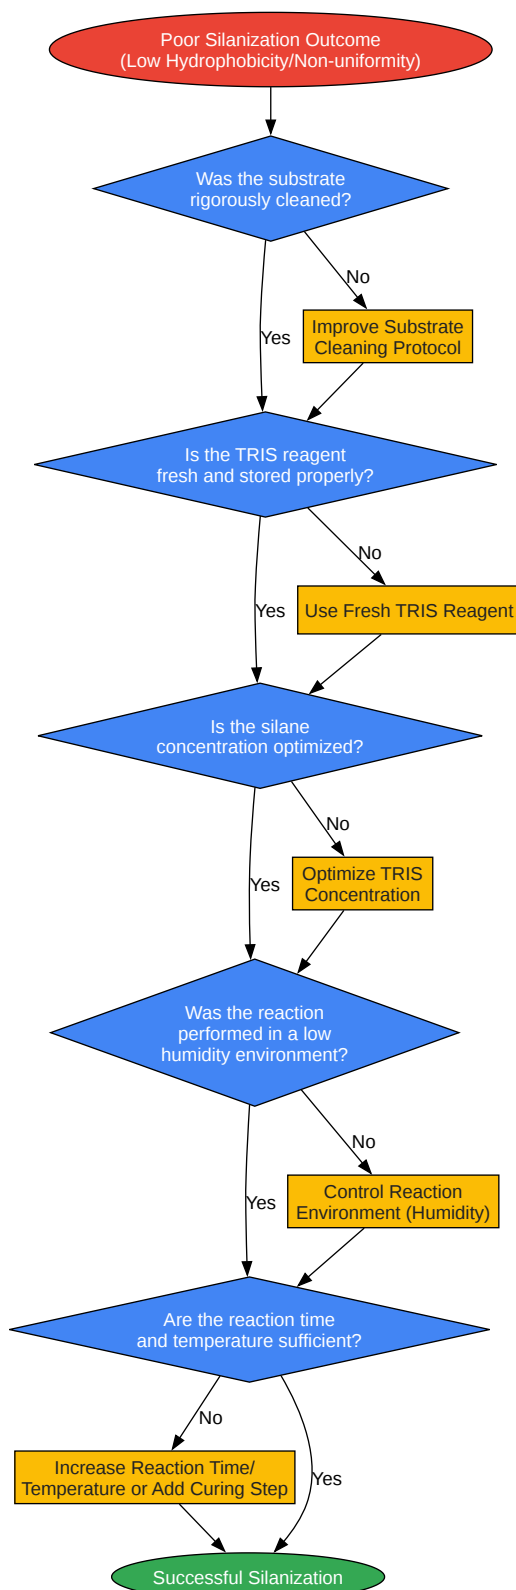 Poor Silanization Outcome
(Low Hydrophobicity/Non-uniformity)
Was the substrate
rigorously cleaned?
No
Yes
Improve Substrate
Cleaning Protocol
Is the TRIS reagent
fresh and stored properly?
No
Yes
Use Fresh TRIS Reagent
Is the silane
concentration optimized?
No
Yes
Optimize TRIS
Concentration
Was the reaction
performed in a low
humidity environment?
No
Yes
Control Reaction
Environment (Humidity)
Are the reaction time
and temperature sufficient?
No
Yes
Increase Reaction Time/
Temperature or Add Curing Step
Successful Silanization